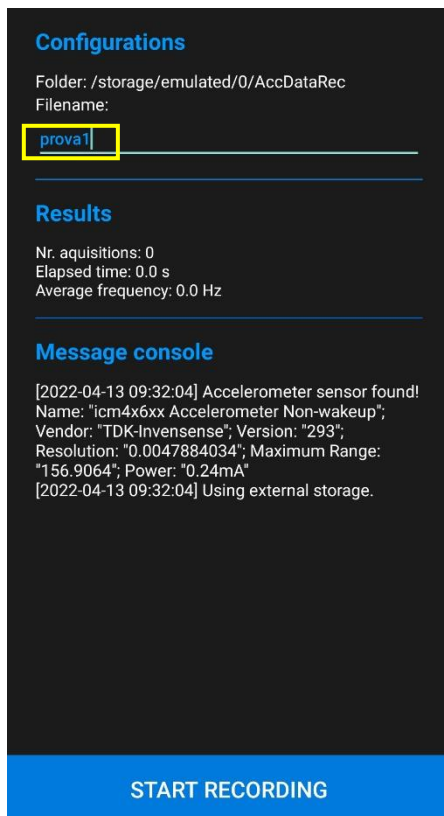 Configurations
Folder: /storage/emulated/0/AccDataRec
Filename:
prova1
Results
Nr. aquisitions: 0
Elapsed time: 0.0 s
Average frequency: 0.0 Hz
Message console
[2022-04-13 09:32:04] Accelerometer sensor found!
Name: "icm4x6xx Accelerometer Non-wakeup";
Vendor: "TDK-Invensense"; Version: "293";
Resolution: "0.0047884034"; Maximum Range:
"156.9064"; Power: "0.24mA"
[2022-04-13 09:32:04] Using external storage.
START RECORDING